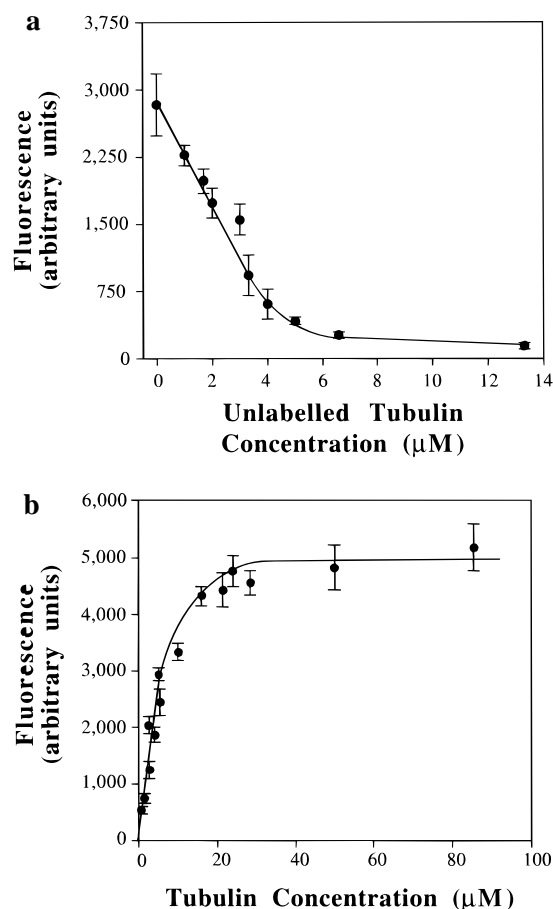 a
3,750
3,000
2,250
1,500
750
0
Fluorescence
(arbitrary units)
0 2 4 6 8 10 12 14
Unlabelled Tubulin
Concentration (μM)
b
6,000
5,000
4,000
3,000
2,000
1,000
0
Fluorescence
(arbitrary units)
0 20 40 60 80 100
Tubulin Concentration (μM)